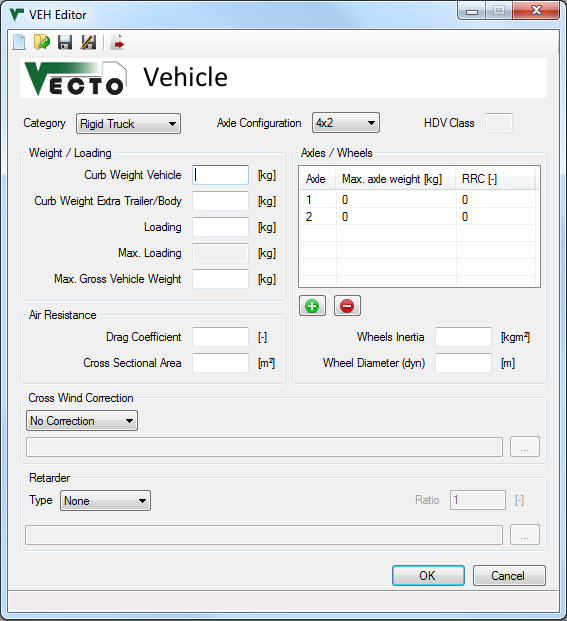 VEH Editor
VECTO Vehicle
Category Rigid Truck Axle Configuration 4x2 HDV Class
Weight / Loading
Curb Weight Vehicle [kg]
Curb Weight Extra Trailer/Body [kg]
Loading [kg]
Max. Loading [kg]
Max. Gross Vehicle Weight [kg]
Axles / Wheels
Axle Max. axle weight [kg] RRC [-]
1 0 0
2 0 0
Air Resistance
Drag Coefficient [-]
Cross Sectional Area [m²]
Wheels Inertia [kgm²]
Wheel Diameter (dyn) [m]
Cross Wind Correction
No Correction
...
Retarder
Type None Ratio 1 [-]
...
OK Cancel